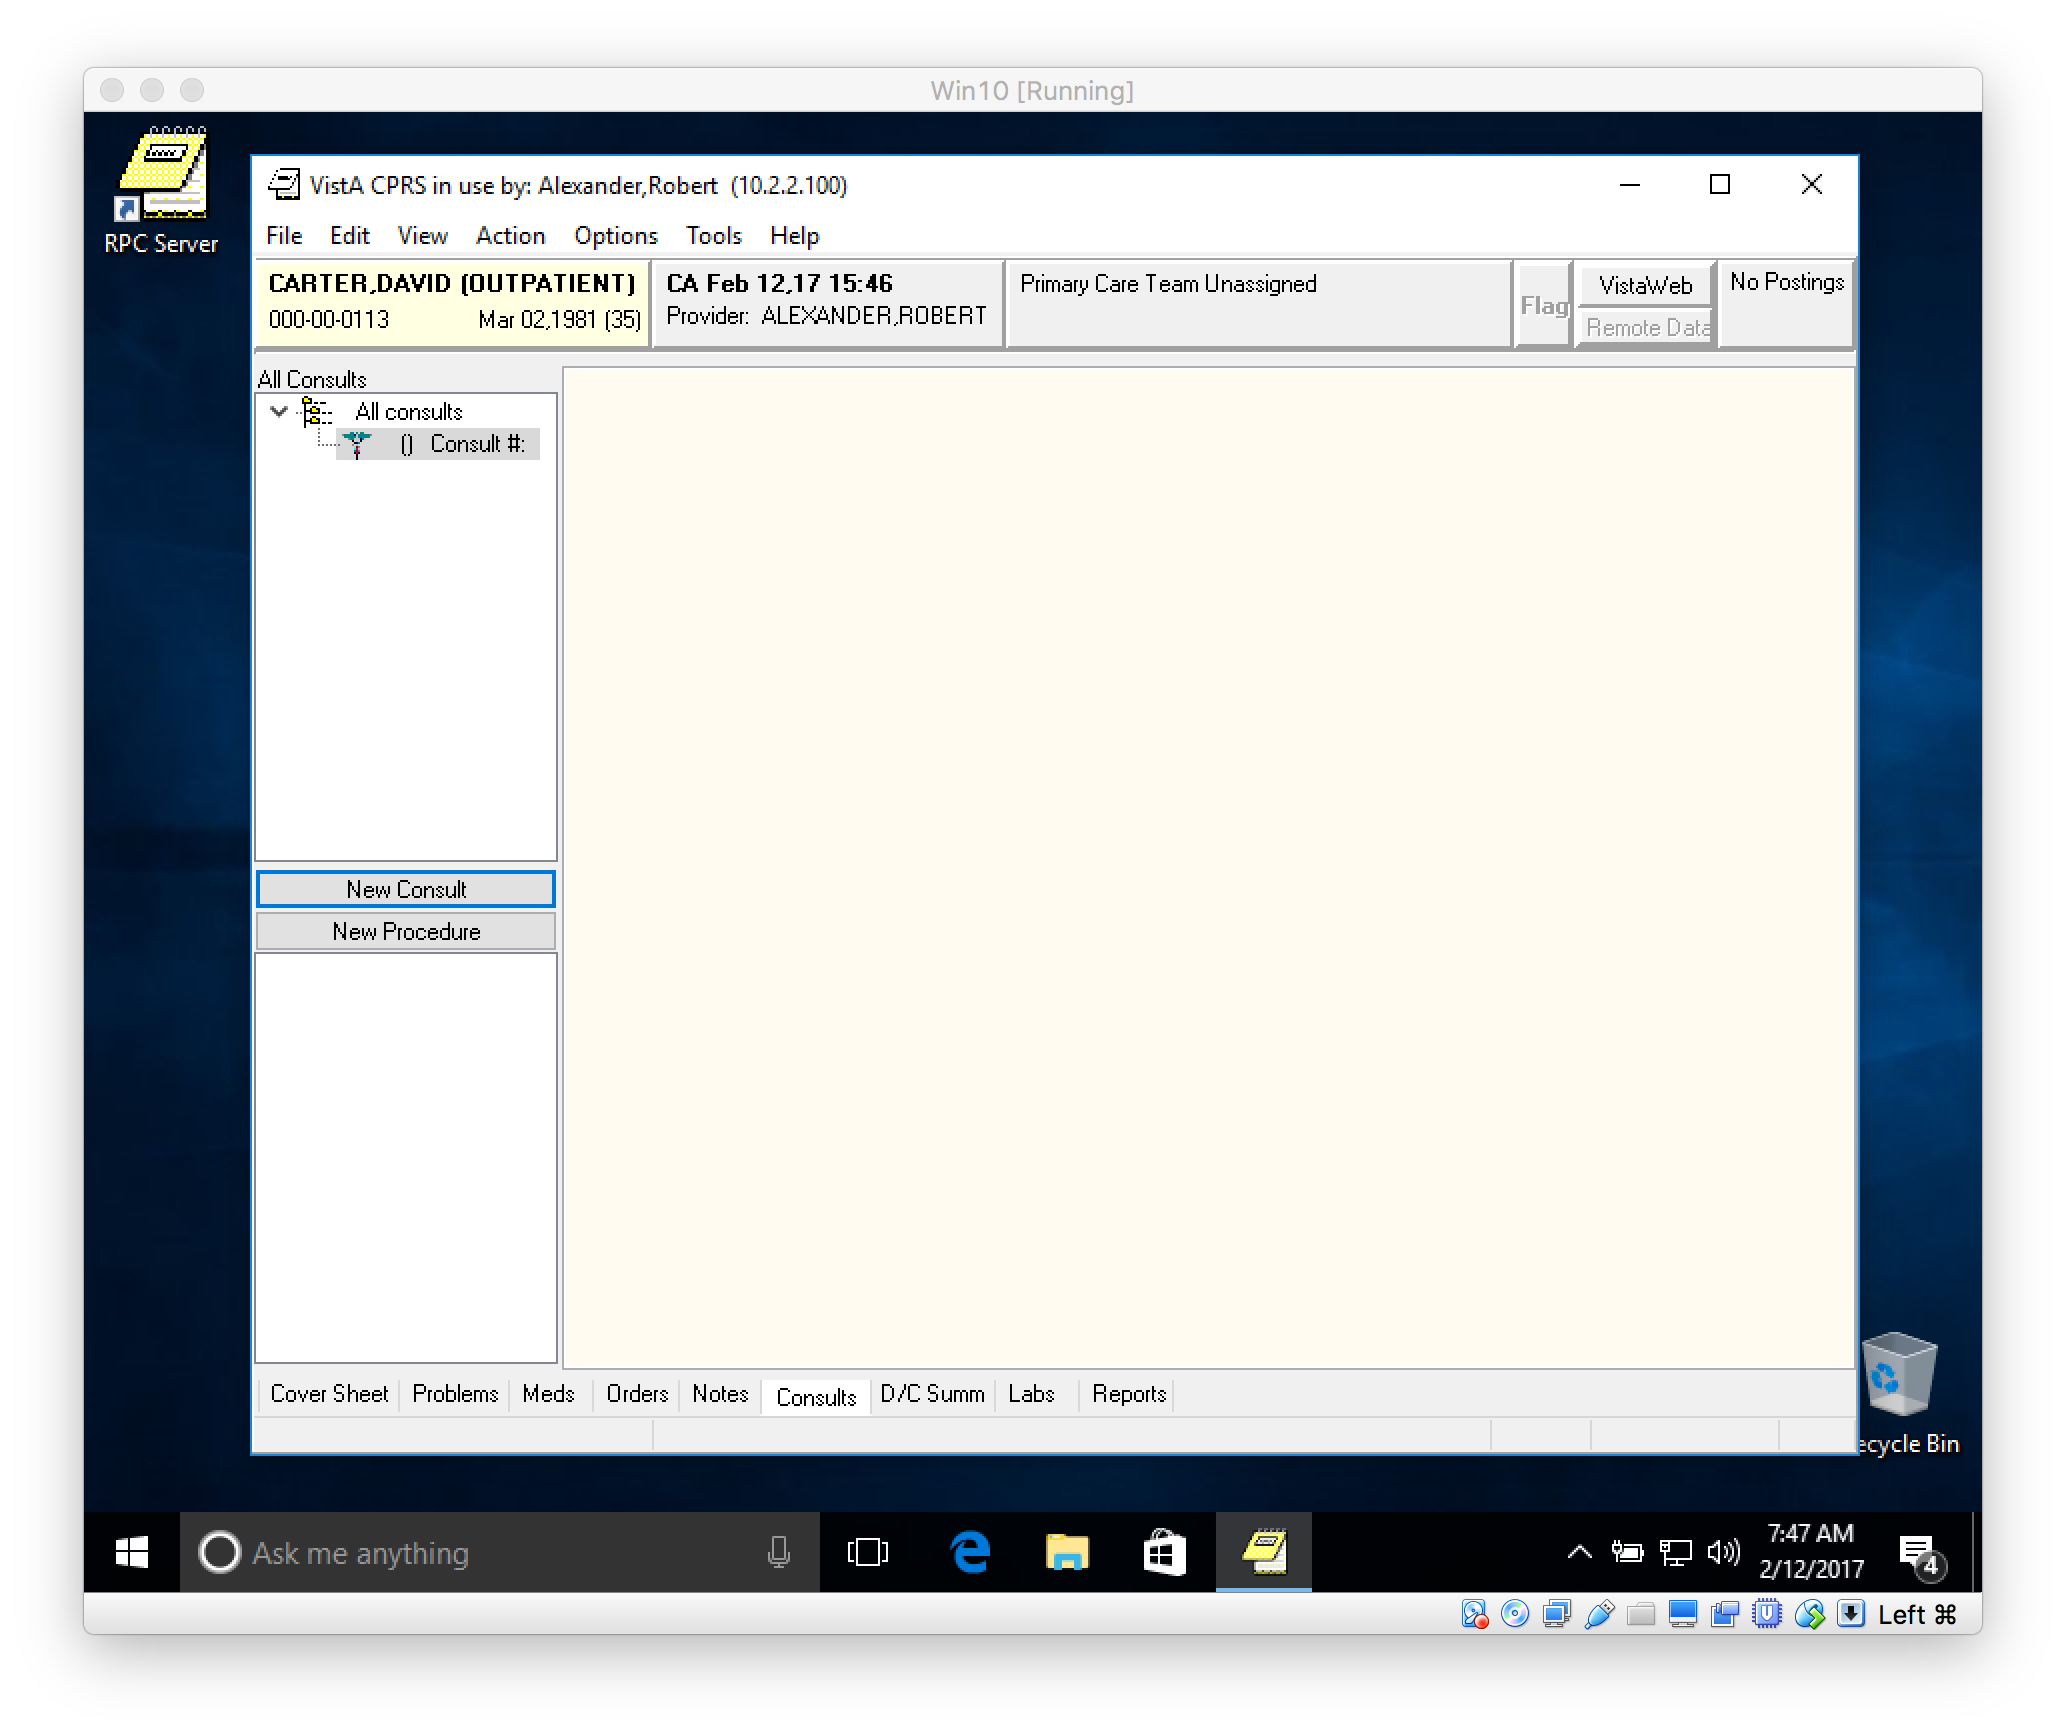 Win10 [Running]
RPC Server
VistA CPRS in use by: Alexander,Robert (10.2.2.100)
File Edit View Action Options Tools Help
CARTER,DAVID (OUTPATIENT)
000-00-0113 Mar 02,1981 (35)
CA Feb 12,17 15:46
Provider: ALEXANDER,ROBERT
Primary Care Team Unassigned
Flag
VistaWeb
Remote Data
No Postings
All Consults
All consults
() Consult #:
New Consult
New Procedure
Cover Sheet Problems Meds Orders Notes Consults D/C Summ Labs Reports
ecycle Bin
Ask me anything
7:47 AM
2/12/2017
4
Left ⌘